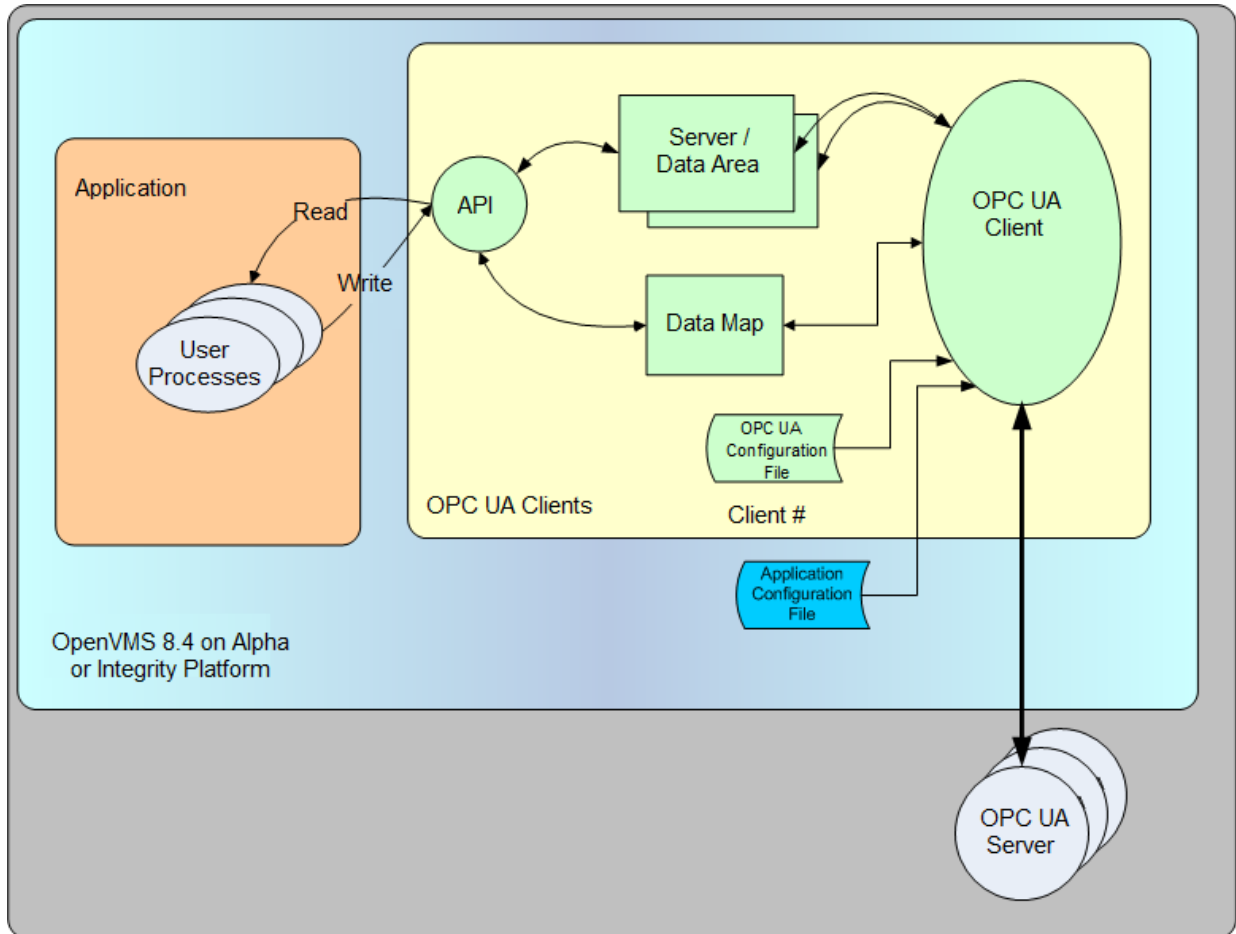 Application
Read
Write
User
Processes
API
Server /
Data Area
Data Map
OPC UA
Client
OPC UA
Configuration
File
OPC UA Clients
Client #
Application
Configuration
File
OpenVMS 8.4 on Alpha
or Integrity Platform
OPC UA
Server